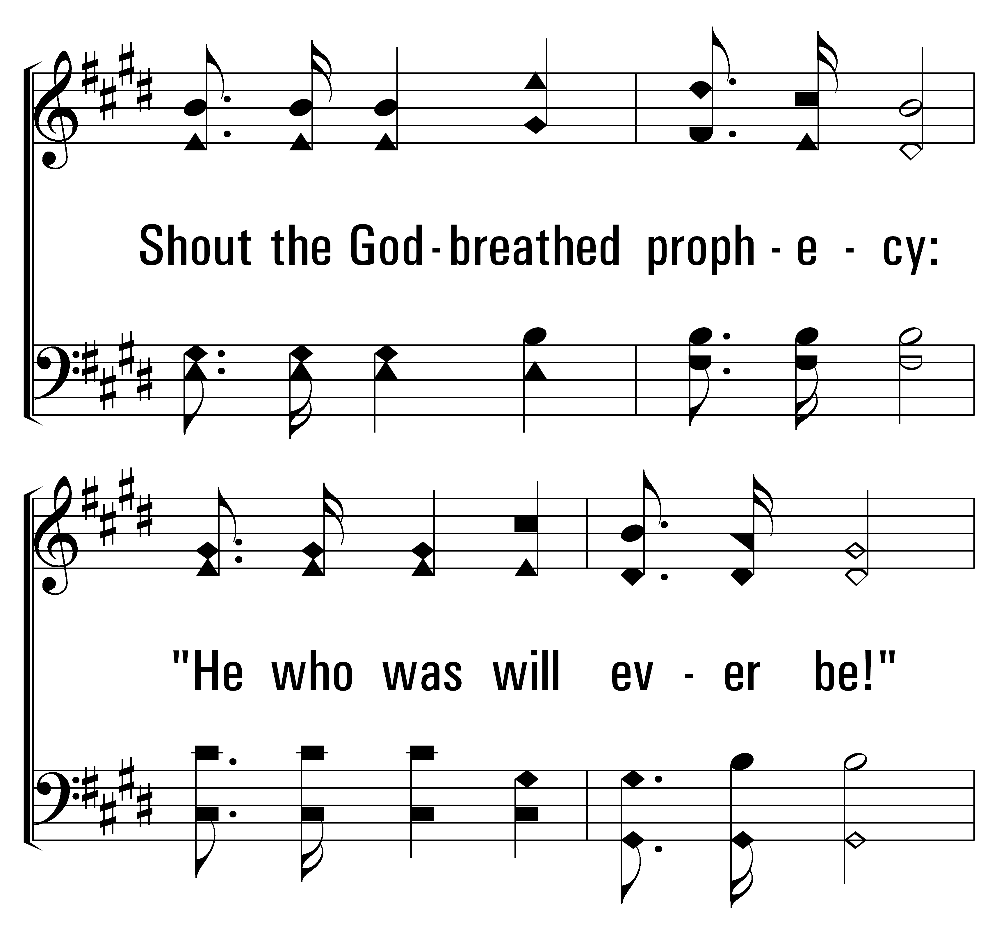 Shout the God - breathed proph - e - cy:
"He who was will ev - er be!"